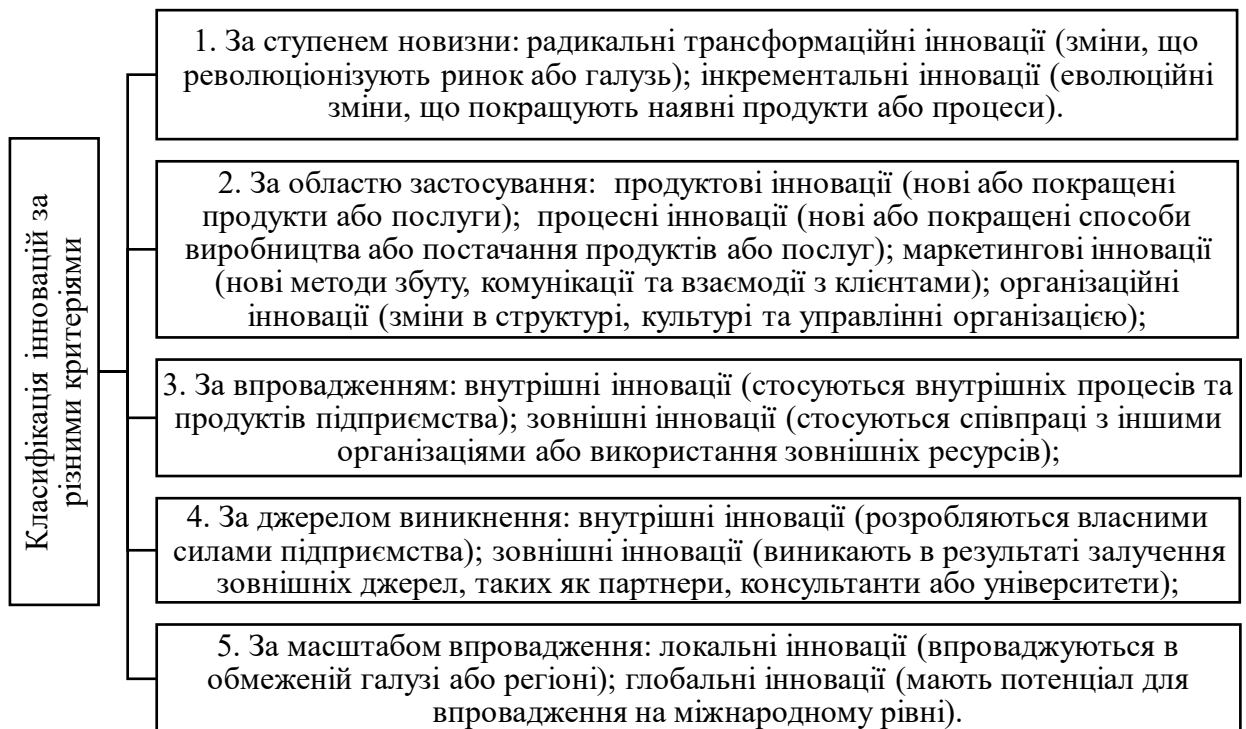 Класифікація інновацій за
різними критеріями
1. За ступенем новизни: радикальні трансформаційні інновації (зміни, що
революціонізують ринок або галузь); інкрементальні інновації (еволюційні
зміни, що покращують наявні продукти або процеси).
2. За областю застосування: продуктові інновації (нові або покращені
продукти або послуги); процесні інновації (нові або покращені способи
виробництва або постачання продуктів або послуг); маркетингові інновації
(нові методи збуту, комунікації та взаємодії з клієнтами); організаційні
інновації (зміни в структурі, культурі та управлінні організацією);
3. За впровадженням: внутрішні інновації (стосуються внутрішніх процесів та
продуктів підприємства); зовнішні інновації (стосуються співпраці з іншими
організаціями або використання зовнішніх ресурсів);
4. За джерелом виникнення: внутрішні інновації (розробляються власними
силами підприємства); зовнішні інновації (виникають в результаті залучення
зовнішніх джерел, таких як партнери, консультанти або університети);
5. За масштабом впровадження: локальні інновації (впроваджуються в
обмеженій галузі або регіоні); глобальні інновації (мають потенціал для
впровадження на міжнародному рівні).